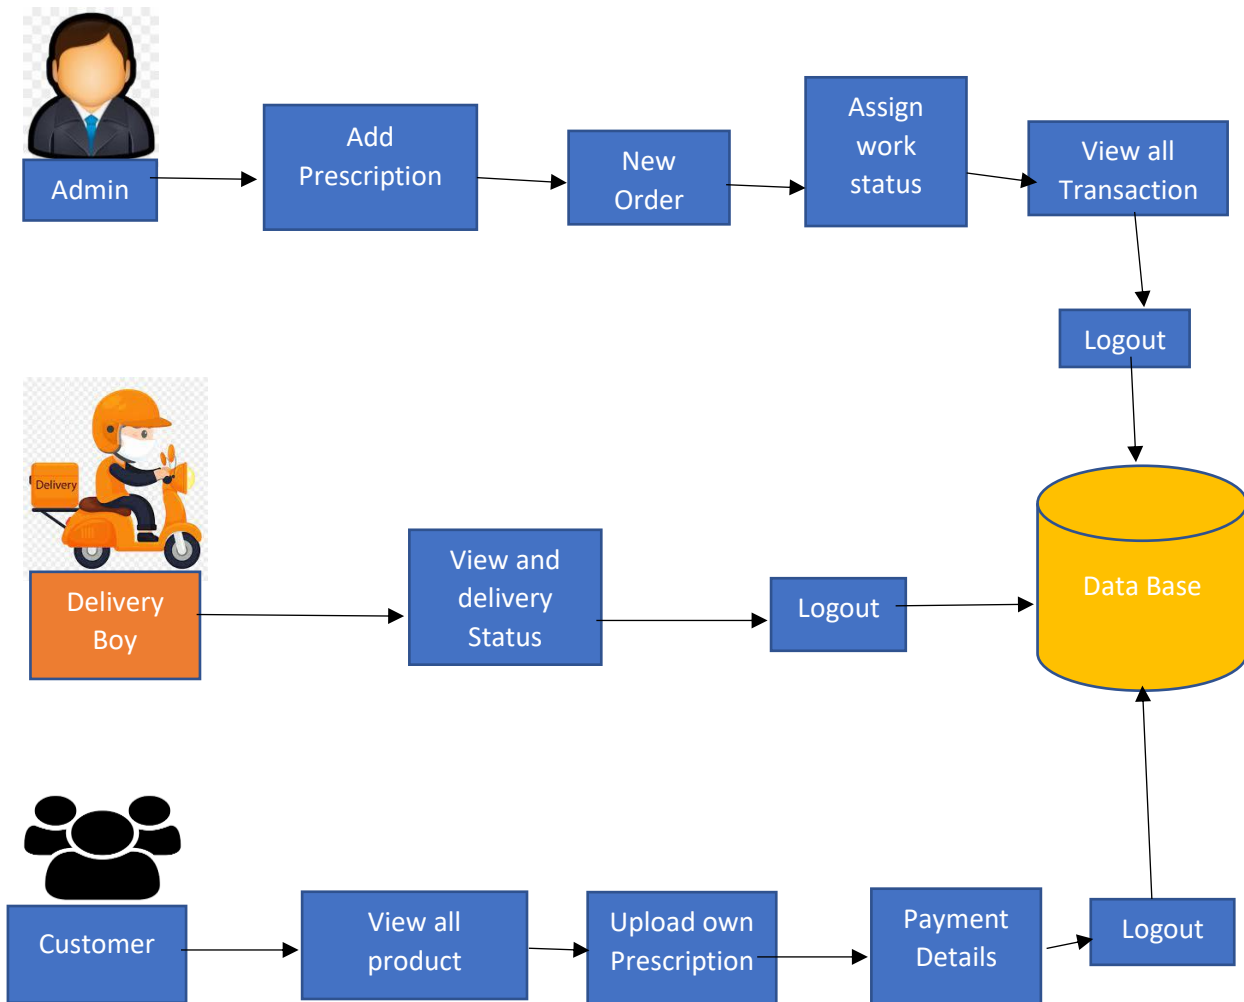 Admin
Add
Prescription
New
Order
Assign
work
status
View all
Transaction
Logout
Delivery
Delivery
Boy
View and
delivery
Status
Logout
Data Base
Customer
View all
product
Upload own
Prescription
Payment
Details
Logout